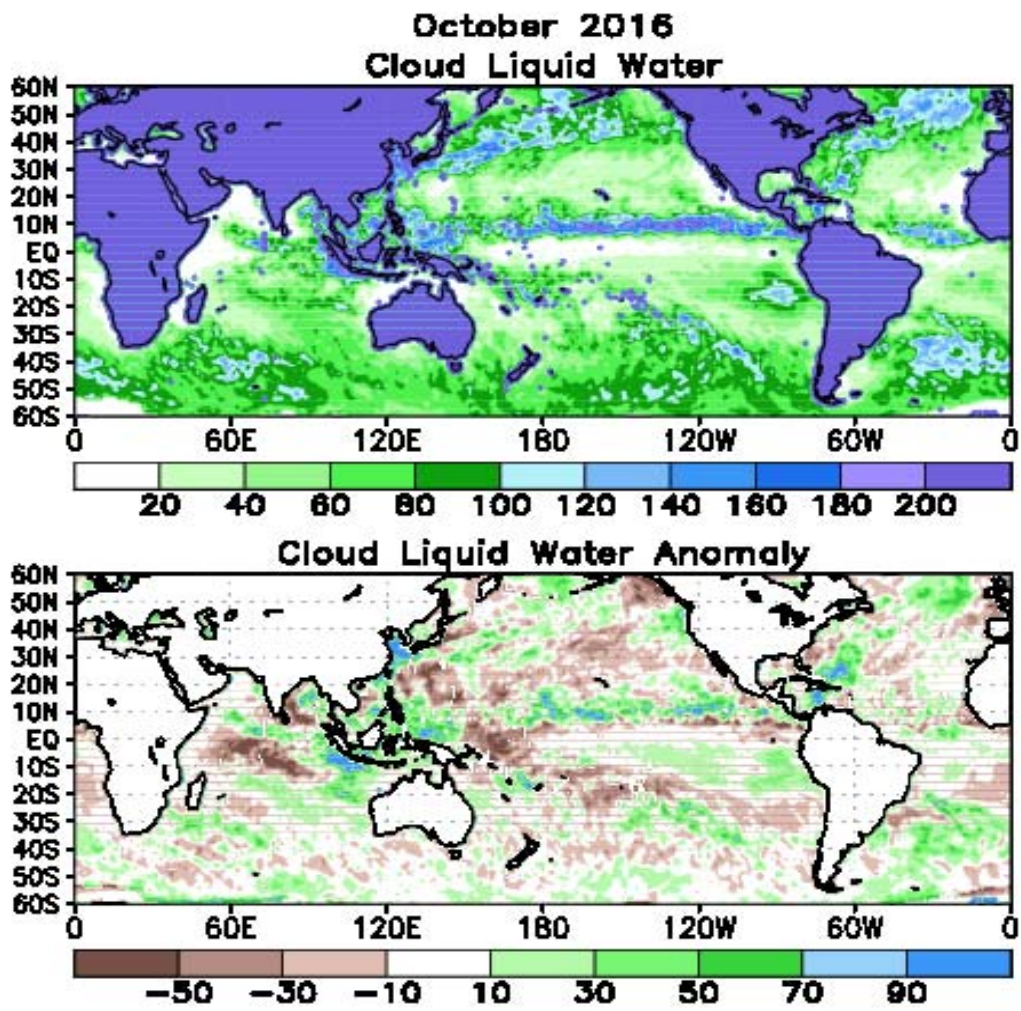 October 2016
Cloud Liquid Water
60N
50N
40N
30N
20N
10N
EQ
10S
20S
30S
40S
50S
60S
0 60E 120E 180 120W 60W 0
20 40 60 80 100 120 140 160 180 200
Cloud Liquid Water Anomaly
60N
50N
40N
30N
20N
10N
EQ
10S
20S
30S
40S
50S
60S
0 60E 120E 180 120W 60W 0
-50 -30 -10 10 30 50 70 90